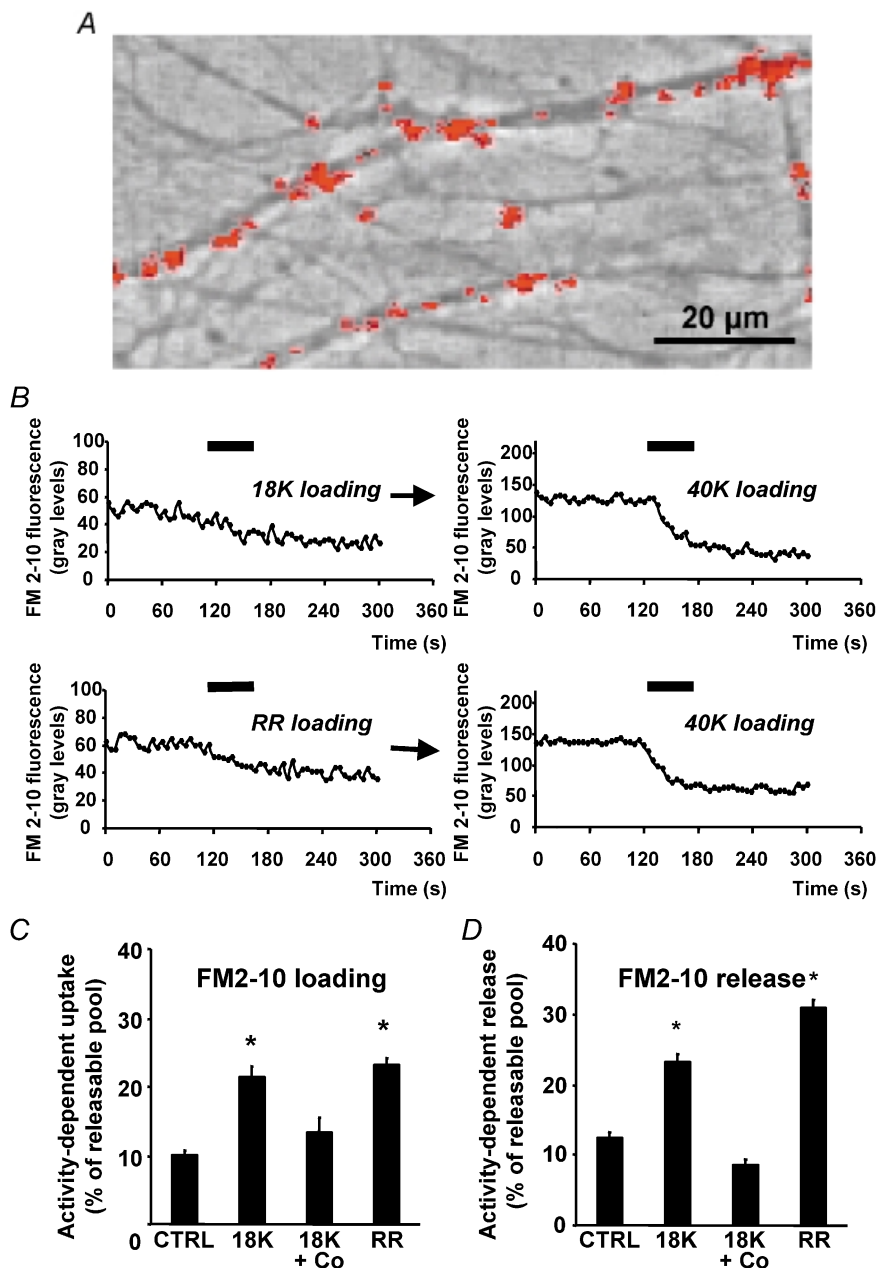 A
20 μm
B
FM 2-10 fluorescence
(gray levels)
100
80
60
40
20
0
18K loading
0 60 120 180 240 300 360
Time (s)
FM 2-10 fluorescence
(gray levels)
200
150
100
50
0
40K loading
0 60 120 180 240 300 360
Time (s)
FM 2-10 fluorescence
(gray levels)
100
80
60
40
20
0
RR loading
0 60 120 180 240 300 360
Time (s)
FM 2-10 fluorescence
(gray levels)
200
150
100
50
0
40K loading
0 60 120 180 240 300 360
Time (s)
C
Activity-dependent uptake
(% of releasable pool)
40
30
20
10
0
FM2-10 loading
*
*
CTRL 18K 18K RR
+ Co
D
Activity-dependent release
(% of releasable pool)
40
30
20
10
0
FM2-10 release
*
*
CTRL 18K 18K RR
+ Co